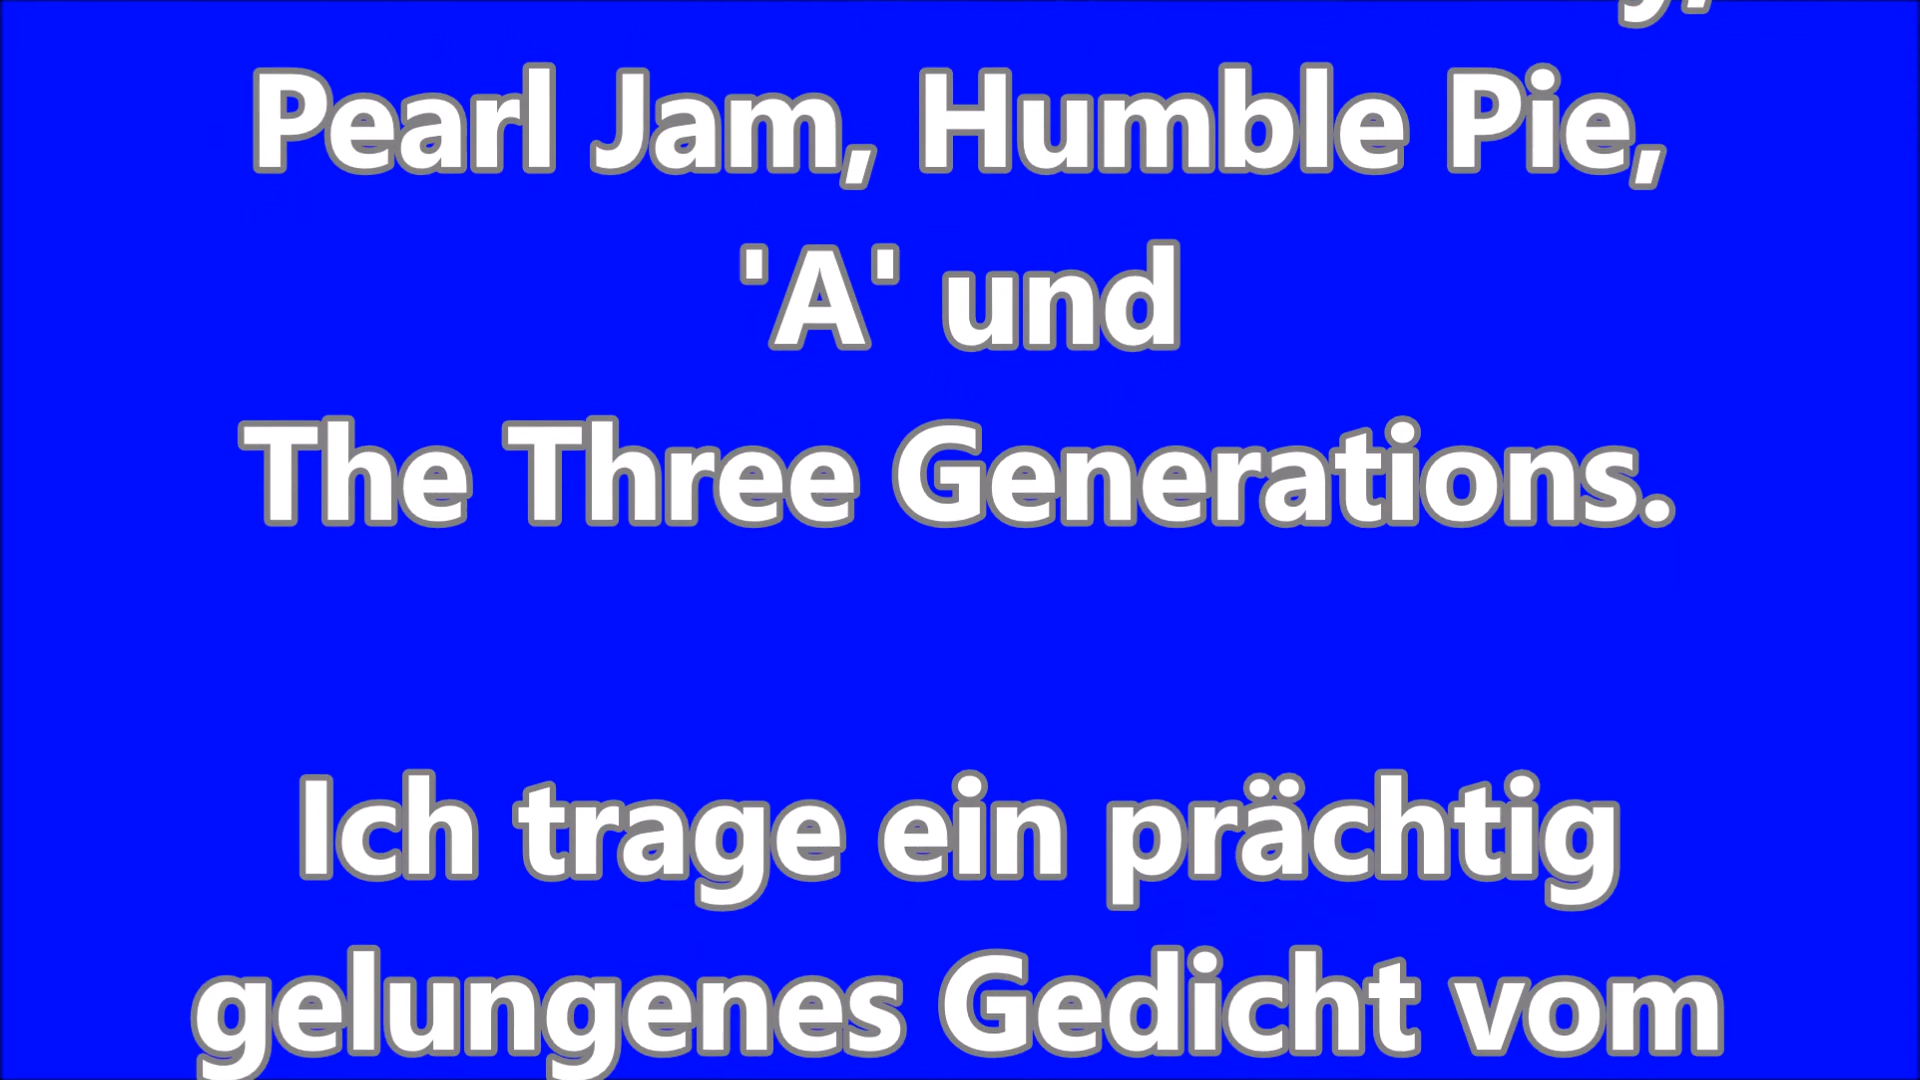 Pearl Jam, Humble Pie,
'A' und
The Three Generations.
Ich trage ein prächtig
gelungenes Gedicht vom